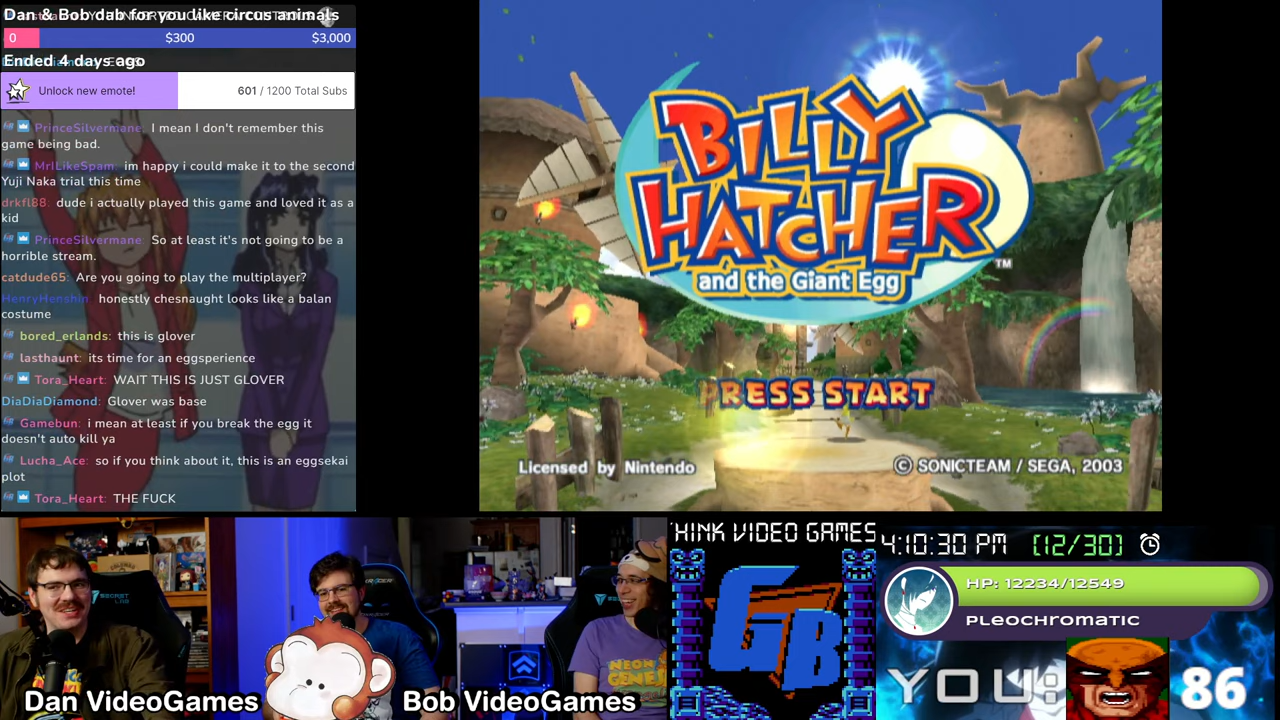 Dan & Bob dub for you like circus animals
0 $300 $3,000
Ended 4 days ago
Unlock new emote! 601 / 1200 Total Subs
PrinceSilvermane: I mean I don't remember this
game being bad.
MrILikeSpam: im happy i could make it to the second
Yuji Naka trial this time
drkfl88: dude i actually played this game and loved it as a
kid
PrinceSilvermane: So at least it's not going to be a
horrible stream.
catdude65: Are you going to play the multiplayer?
HenryHenshin: honestly chesnaught looks like a balan
costume
bored_erlands: this is glover
lasthaunt: its time for an eggsperience
Tora_Heart: WAIT THIS IS JUST GLOVER
DiaDiaDiamond: Glover was base
Gamebun: i mean at least if you break the egg it
doesn't auto kill ya
Lucha_Ace: so if you think about it, this is an eggsekai
plot
Tora_Heart: THE FUCK
BILLY
HATCHER
and the Giant Egg
TM
PRESS START
Licensed by Nintendo
© SONICTEAM / SEGA, 2003
Dan VideoGames
Bob VideoGames
NEON
GENESIS
HINK VIDEO GAMES
GB
4:10:30 PM [12/30]
HP: 12234/12549
PLEOCHROMATIC
YOU:
86